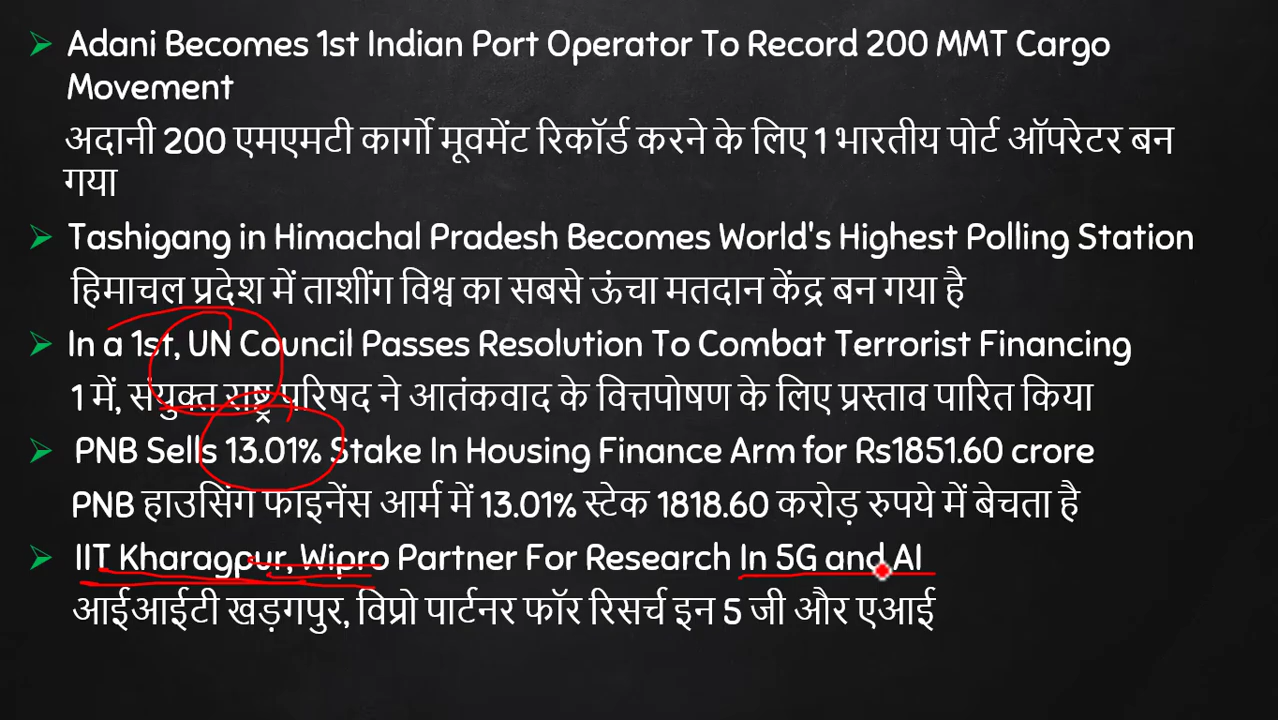 Adani Becomes 1st Indian Port Operator To Record 200 MMT Cargo
Movement
अदानी 200 एमएमटी कार्गो मूवमेंट रिकॉर्ड करने के लिए 1 भारतीय पोर्ट ऑपरेटर बन
गया
Tashigang in Himachal Pradesh Becomes World's Highest Polling Station
हिमाचल प्रदेश में ताशींग विश्व का सबसे ऊंचा मतदान केंद्र बन गया है
In a 1st, UN Council Passes Resolution To Combat Terrorist Financing
1 में, संयुक्त राष्ट्र परिषद ने आतंकवाद के वित्तपोषण के लिए प्रस्ताव पारित किया
PNB Sells 13.01% Stake In Housing Finance Arm for Rs1851.60 crore
PNB हाउसिंग फाइनेंस आर्म में 13.01% स्टेक 1818.60 करोड़ रुपये में बेचता है
IIT Kharagpur, Wipro Partner For Research In 5G and AI
आईआईटी खड़गपुर, विप्रो पार्टनर फॉर रिसर्च इन 5 जी और एआई